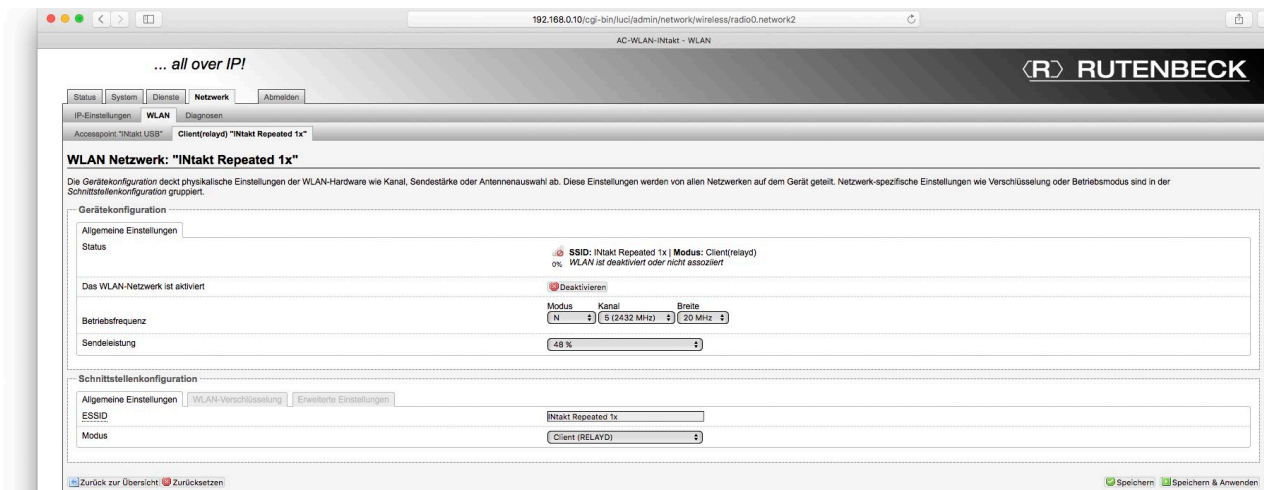 192.168.0.10/cgi-bin/luci/admin/network/wireless/radio0.network2
AC-WLAN-INtakt - WLAN
... all over IP!
⟨R⟩ RUTENBECK
Status System Dienste Netzwerk Abmelden
IP-Einstellungen WLAN Diagnosen
Accesspoint "INtakt USB" Client(relayd) "INtakt Repeated 1x"
WLAN Netzwerk: "INtakt Repeated 1x"
Die Gerätekonfiguration deckt physikalische Einstellungen der WLAN-Hardware wie Kanal, Sendestärke oder Antennenauswahl ab. Diese Einstellungen werden von allen Netzwerken auf dem Gerät geteilt. Netzwerk-spezifische Einstellungen wie Verschlüsselung oder Betriebsmodus sind in der
Schnittstellenkonfiguration gruppiert.
Gerätekonfiguration
Allgemeine Einstellungen
Status
SSID: INtakt Repeated 1x | Modus: Client(relayd)
0% WLAN ist deaktiviert oder nicht assoziiert
Das WLAN-Netzwerk ist aktiviert Deaktivieren
Modus Kanal Breite
Betriebsfrequenz N 5 (2432 MHz) 20 MHz
Sendeleistung 48 %
Schnittstellenkonfiguration
Allgemeine Einstellungen WLAN-Verschlüsselung Erweiterte Einstellungen
ESSID INtakt Repeated 1x
Modus Client (RELAYD)
Zurück zur Übersicht Zurücksetzen Speichern Speichern & Anwenden